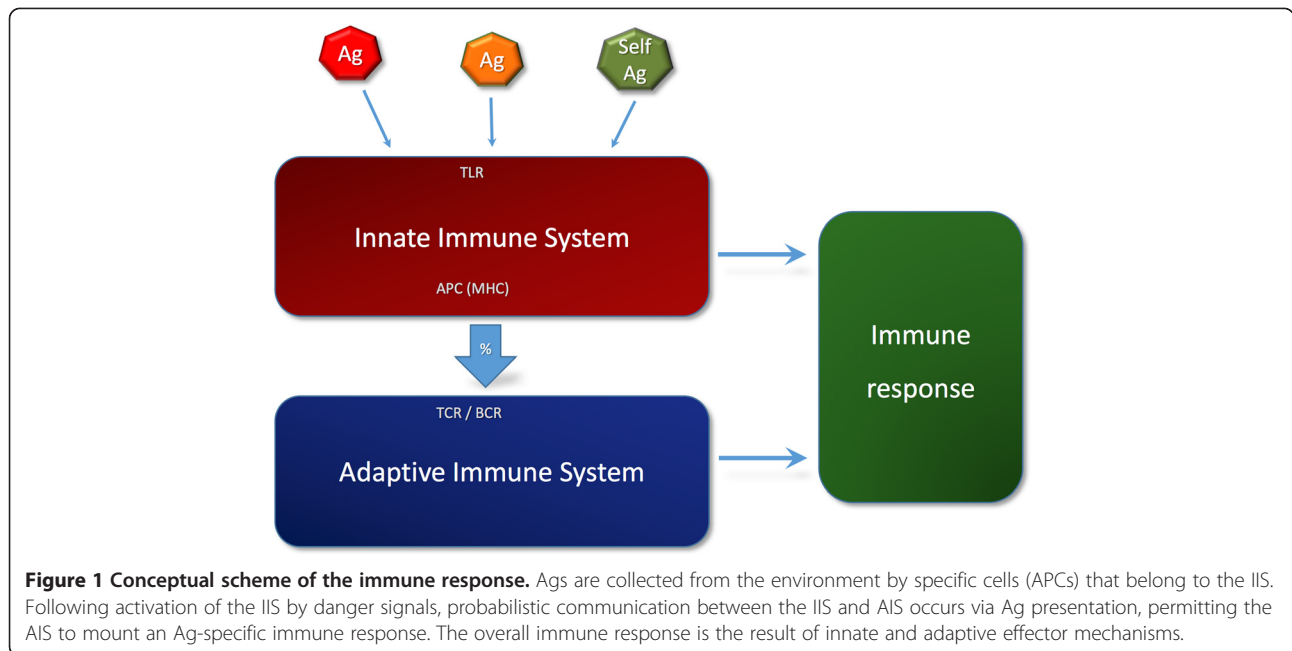 Ag
Ag
Self
Ag
TLR
Innate Immune System
APC (MHC)
%
TCR / BCR
Adaptive Immune System
Immune
response
Figure 1 Conceptual scheme of the immune response. Ags are collected from the environment by specific cells (APCs) that belong to the IIS.
Following activation of the IIS by danger signals, probabilistic communication between the IIS and AIS occurs via Ag presentation, permitting the
AIS to mount an Ag-specific immune response. The overall immune response is the result of innate and adaptive effector mechanisms.